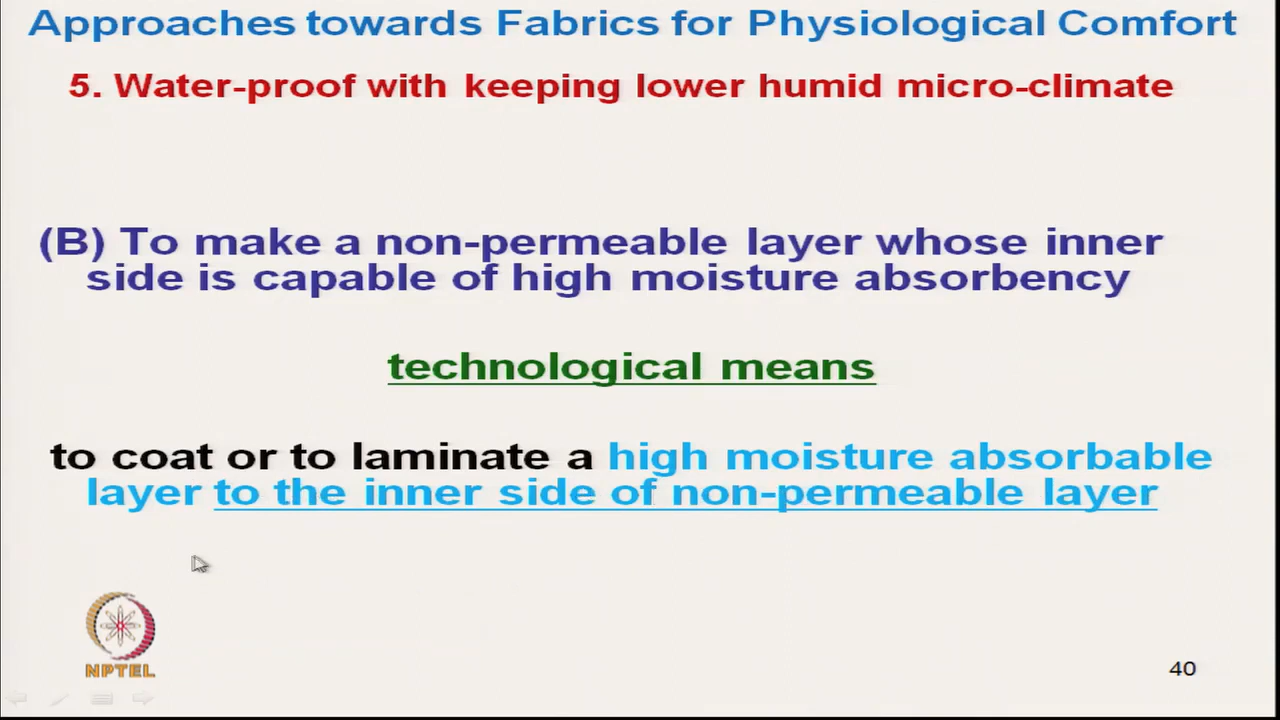 Approaches towards Fabrics for Physiological Comfort
5. Water-proof with keeping lower humid micro-climate
(B) To make a non-permeable layer whose inner
side is capable of high moisture absorbency
technological means
to coat or to laminate a high moisture absorbable
layer to the inner side of non-permeable layer
NPTEL
40